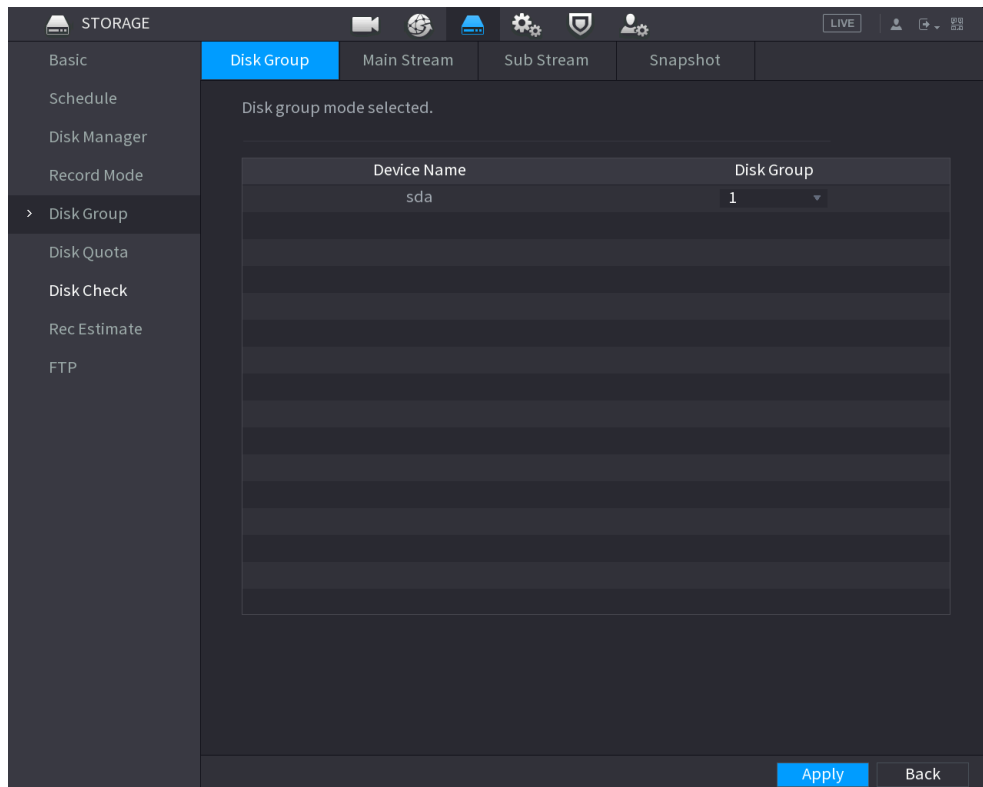 STORAGE
LIVE
Basic
Disk Group
Main Stream
Sub Stream
Snapshot
Schedule
Disk group mode selected.
Disk Manager
Record Mode
Device Name
Disk Group
sda
1
> Disk Group
Disk Quota
Disk Check
Rec Estimate
FTP
Apply
Back